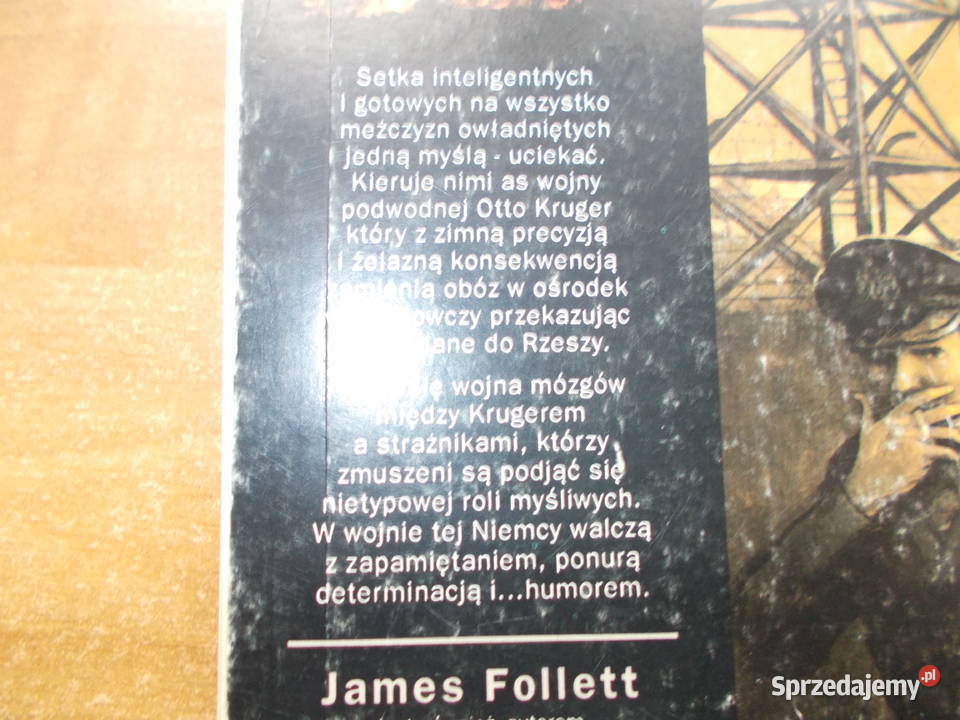 Setka inteligentnych
i gotowych na wszystko
mężczyzn owładniętych
jedną myślą - uciekać.
Kieruje nimi as wojny
podwodnej Otto Kruger
który z zimną precyzją
i żelazną konsekwencją
zamienią obóz w ośrodek
przekazując
do Rzeszy.
wojna mózgów
między Krugerem
a strażnikami, którzy
zmuszeni są podjąć się
nietypowej roli myśliwych.
W wojnie tej Niemcy walczą
z zapamiętaniem, ponurą
determinacją i...humorem.
James Follett
autorem
Sprzedajemy.pl